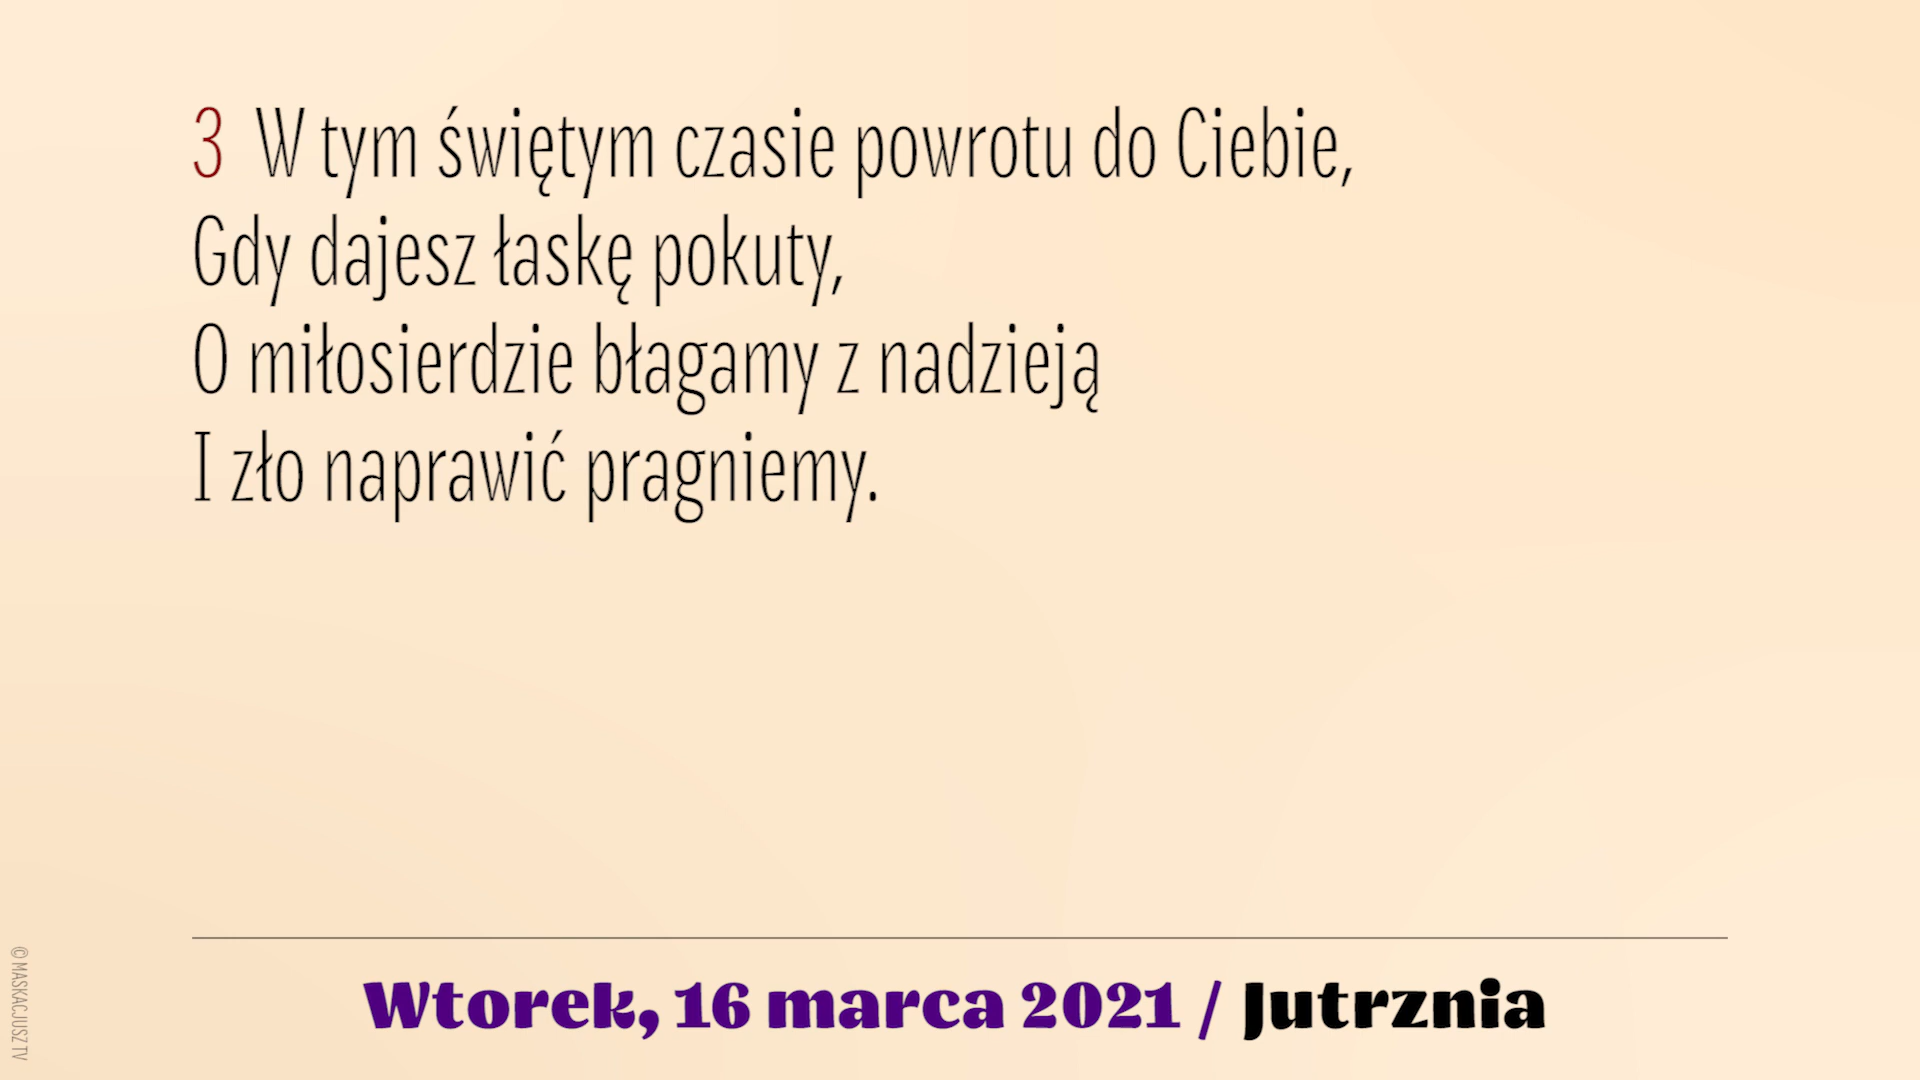 3 W tym świętym czasie powrotu do Ciebie,
Gdy dajesz łaskę pokuty,
O miłosierdzie błagamy z nadzieją
I zło naprawić pragniemy.
Wtorek, 16 marca 2021 / Jutrznia
© MASKACJUSZ TV